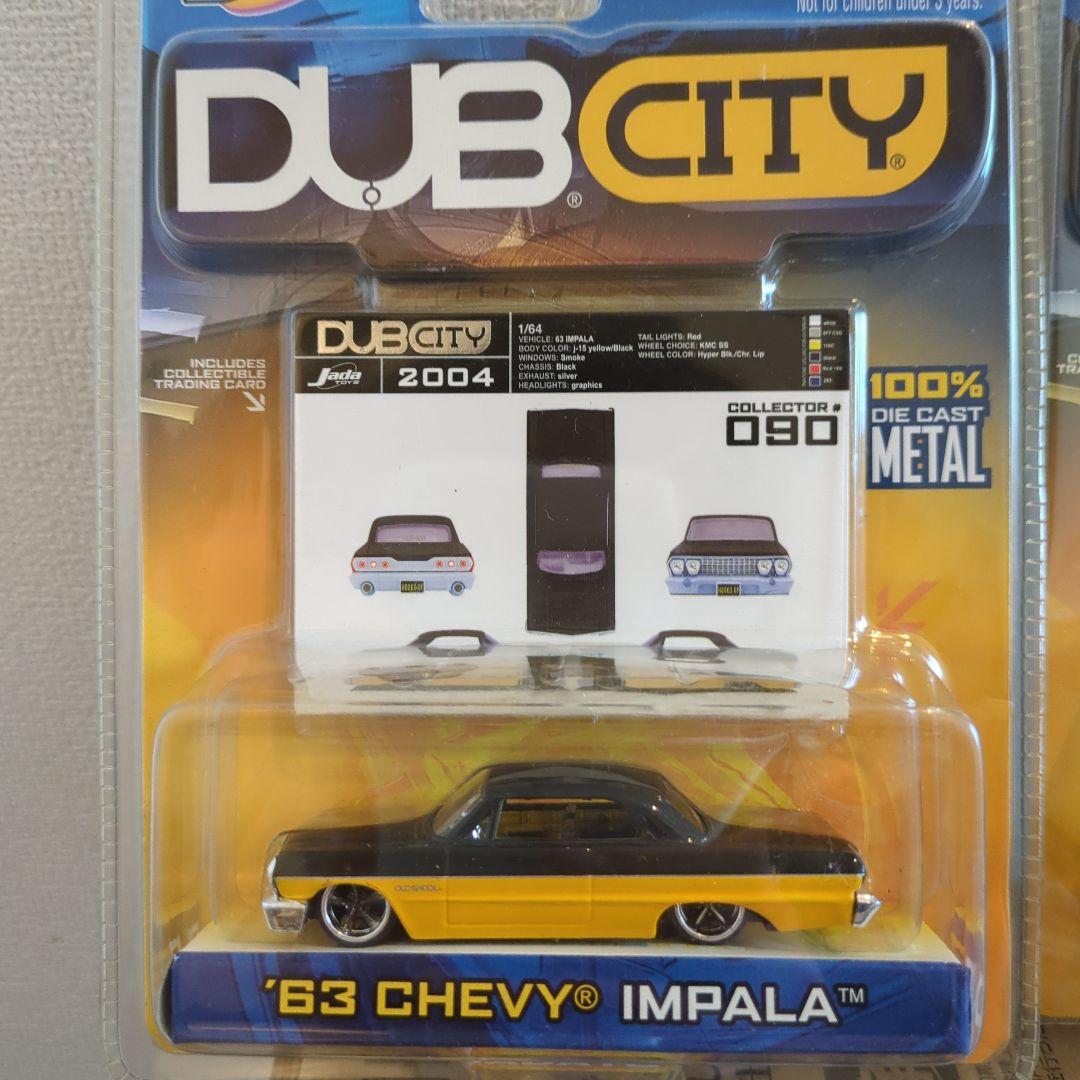 Not for children under 3 years.
DUB® CITY®
INCLUDES
COLLECTIBLE
TRADING CARD
DUB CITY
Jada
TOYS
2004
1/64
VEHICLE: 63 IMPALA
BODY COLOR: j-15 yellow/Black
WINDOWS: Smoke
CHASSIS: Black
EXHAUST: silver
HEADLIGHTS: graphics
TAIL LIGHTS: Red
WHEEL CHOICE: KMC SS
WHEEL COLOR: Hyper Blk./Chr. Lip
COLLECTOR #
090
100%
DIE CAST
METAL
OLDSKOOL
'63 CHEVY® IMPALA™